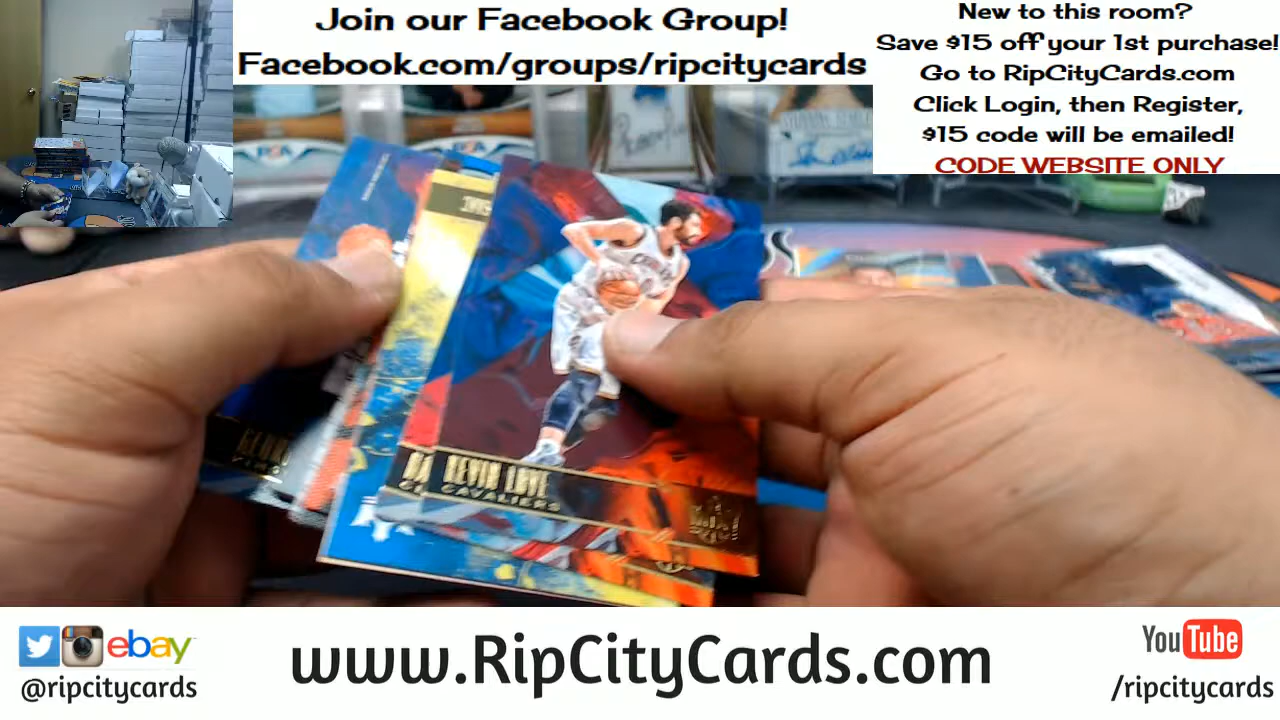 Join our Facebook Group!
Facebook.com/groups/ripcitycards
New to this room?
Save $15 off your 1st purchase!
Go to RipCityCards.com
Click Login, then Register,
$15 code will be emailed!
CODE WEBSITE ONLY
KEVIN LOVE
CAVALIERS
ebay
@ripcitycards
www.RipCityCards.com
YouTube
/ripcitycards